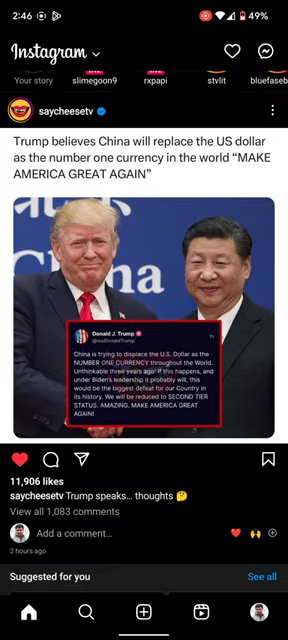 2:46
49%
Instagram
LIVE
LIVE
Your story
slimegoon9
rxpapi
stvlit
bluefaseb
saycheesetv
Trump believes China will replace the US dollar
as the number one currency in the world “MAKE
AMERICA GREAT AGAIN”
Donald J. Trump
@realDonaldTrump
1h
China is trying to displace the U.S. Dollar as the
NUMBER ONE CURRENCY throughout the World.
Unthinkable three years ago! If this happens, and
under Biden's leadership it probably will, this
would be the biggest defeat for our Country in
its history. We will be reduced to SECOND TIER
STATUS. AMAZING. MAKE AMERICA GREAT
AGAIN!
11,906 likes
saycheesetv Trump speaks... thoughts 🤔
View all 1,083 comments
Add a comment...
2 hours ago
Suggested for you
See all